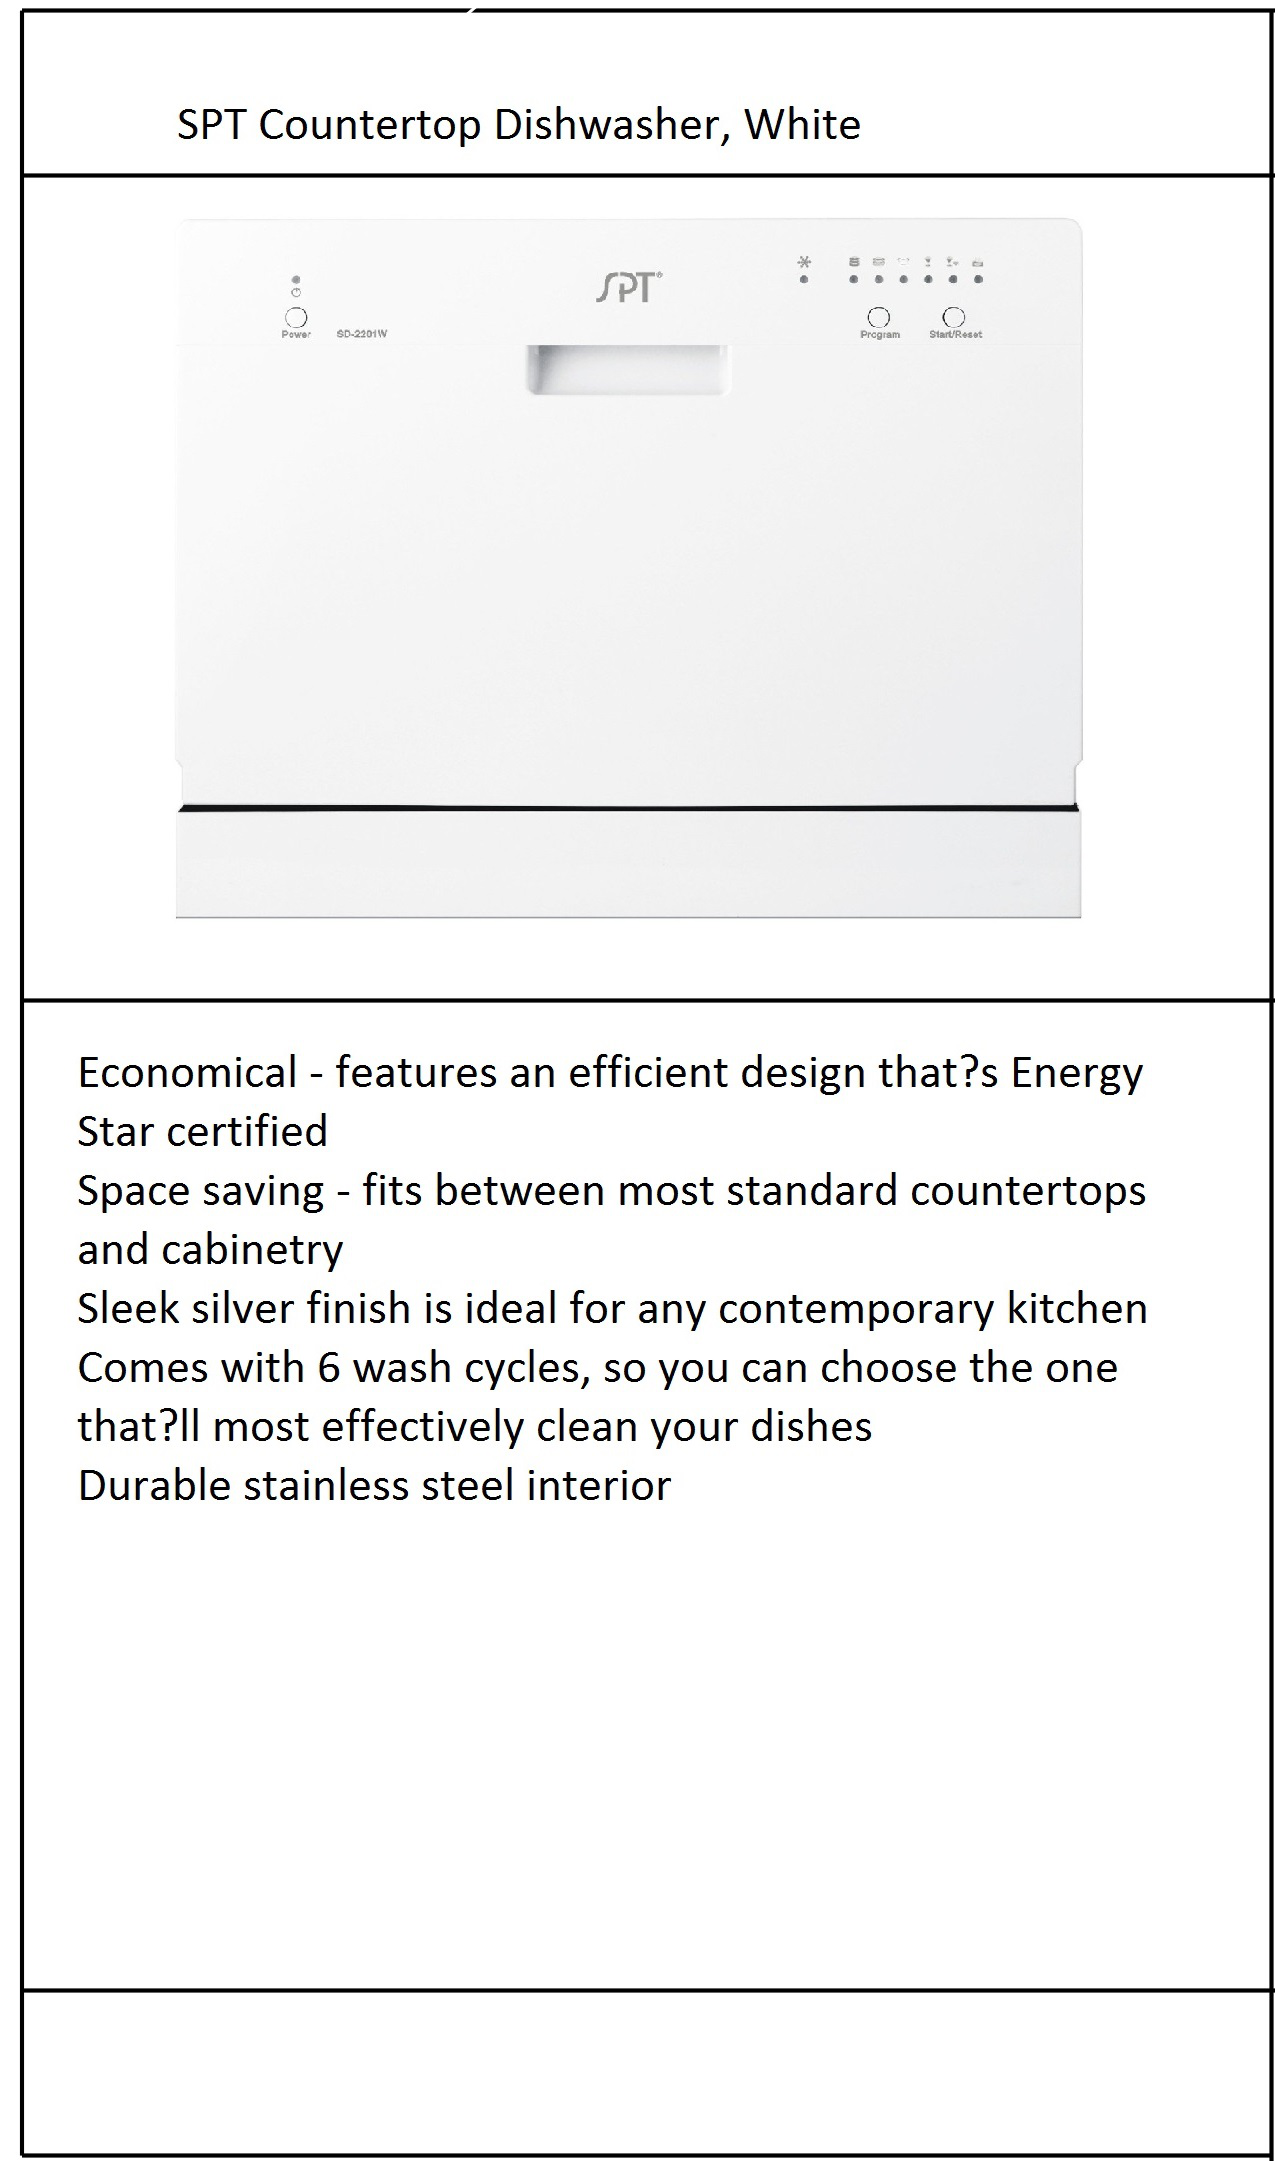 SPT Countertop Dishwasher, White
SPT®
Power
SD-2201W
Program
Start/Reset
Economical - features an efficient design that?s Energy
Star certified
Space saving - fits between most standard countertops
and cabinetry
Sleek silver finish is ideal for any contemporary kitchen
Comes with 6 wash cycles, so you can choose the one
that?ll most effectively clean your dishes
Durable stainless steel interior